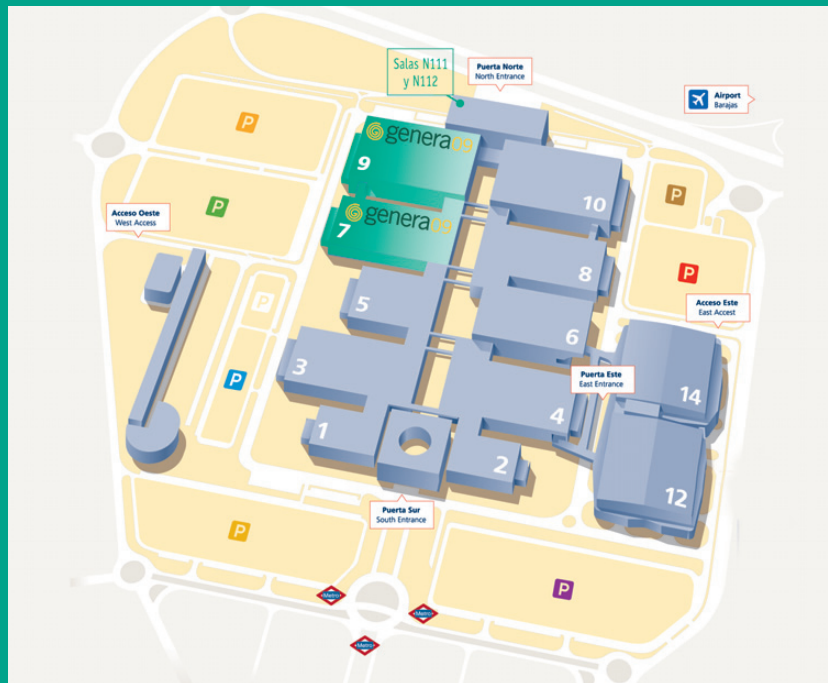 Salas N111
y N112
Puerta Norte
North Entrance
Airport
Barajas
P
genera09
9
10
P
P
Acceso Oeste
West Access
genera09
7
8
P
5
Acceso Este
East Accest
P
6
3
P
Puerta Este
East Entrance
14
4
1
2
12
Puerta Sur
South Entrance
P
P
Metro
Metro
Metro